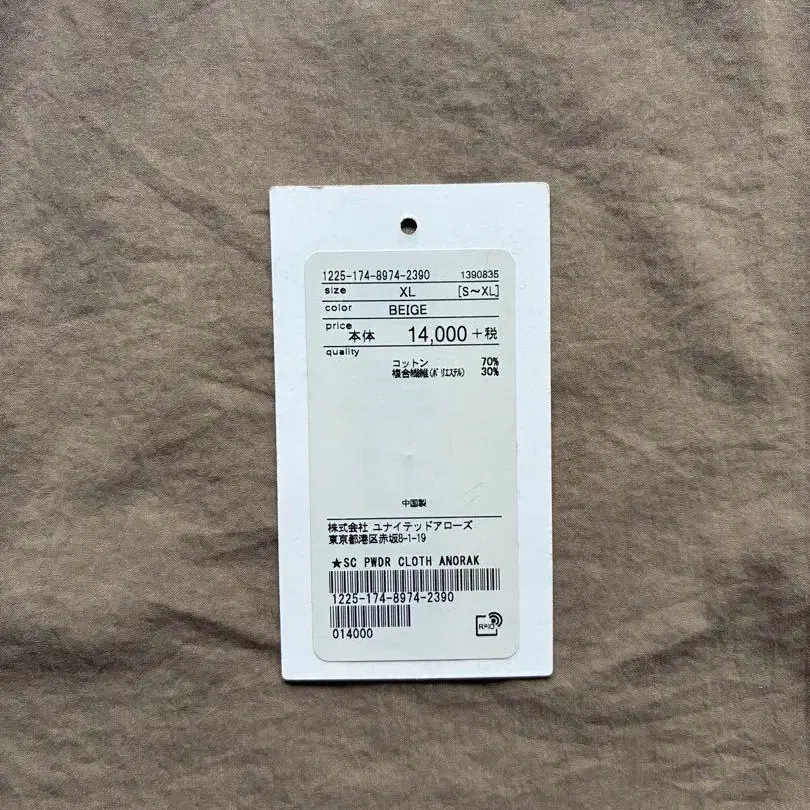 1225-174-8974-2390 1390835
size XL [S～XL]
color BEIGE
price 本体 14,000+税
quality
コットン 70%
複合繊維(ポリエステル) 30%
中国製
株式会社 ユナイテッドアローズ
東京都港区赤坂8-1-19
★SC PWDR CLOTH ANORAK
1225-174-8974-2390
014000
RFID